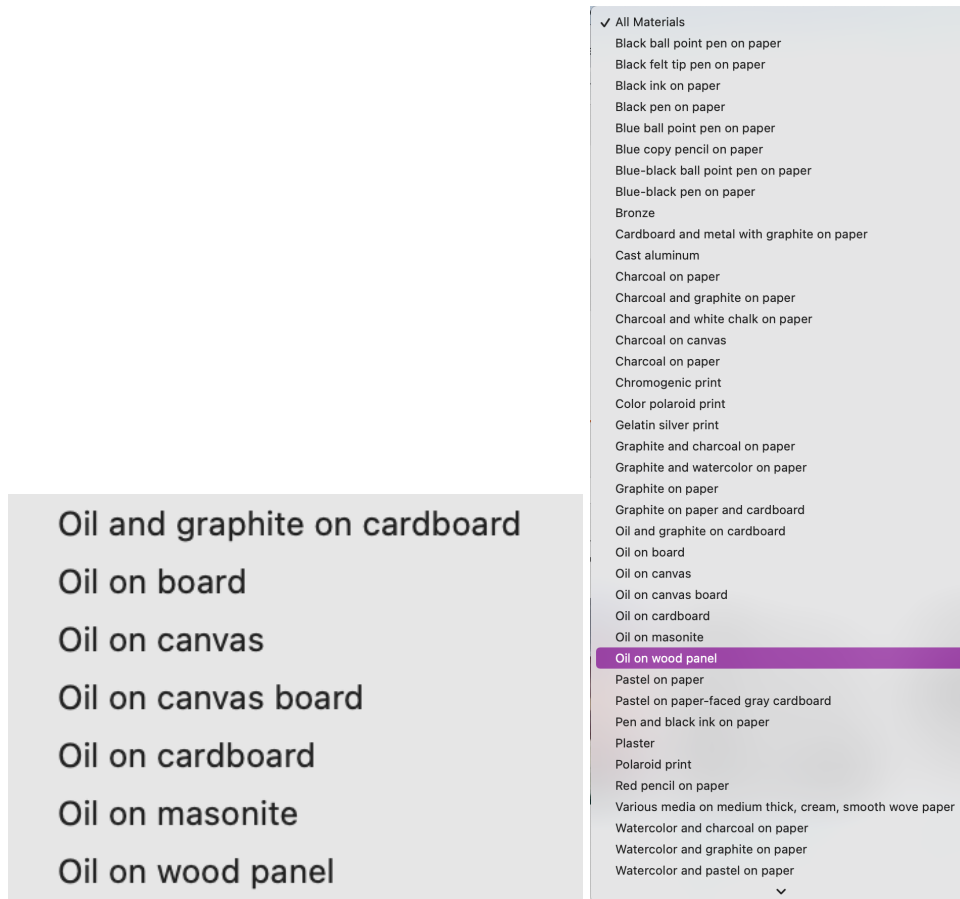 Oil and graphite on cardboard
Oil on board
Oil on canvas
Oil on canvas board
Oil on cardboard
Oil on masonite
Oil on wood panel
All Materials
Black ball point pen on paper
Black felt tip pen on paper
Black ink on paper
Black pen on paper
Blue ball point pen on paper
Blue copy pencil on paper
Blue-black ball point pen on paper
Blue-black pen on paper
Bronze
Cardboard and metal with graphite on paper
Cast aluminum
Charcoal on paper
Charcoal and graphite on paper
Charcoal and white chalk on paper
Charcoal on canvas
Charcoal on paper
Chromogenic print
Color polaroid print
Gelatin silver print
Graphite and charcoal on paper
Graphite and watercolor on paper
Graphite on paper
Graphite on paper and cardboard
Oil and graphite on cardboard
Oil on board
Oil on canvas
Oil on canvas board
Oil on cardboard
Oil on masonite
Oil on wood panel
Pastel on paper
Pastel on paper-faced gray cardboard
Pen and black ink on paper
Plaster
Polaroid print
Red pencil on paper
Various media on medium thick, cream, smooth wove paper
Watercolor and charcoal on paper
Watercolor and graphite on paper
Watercolor and pastel on paper